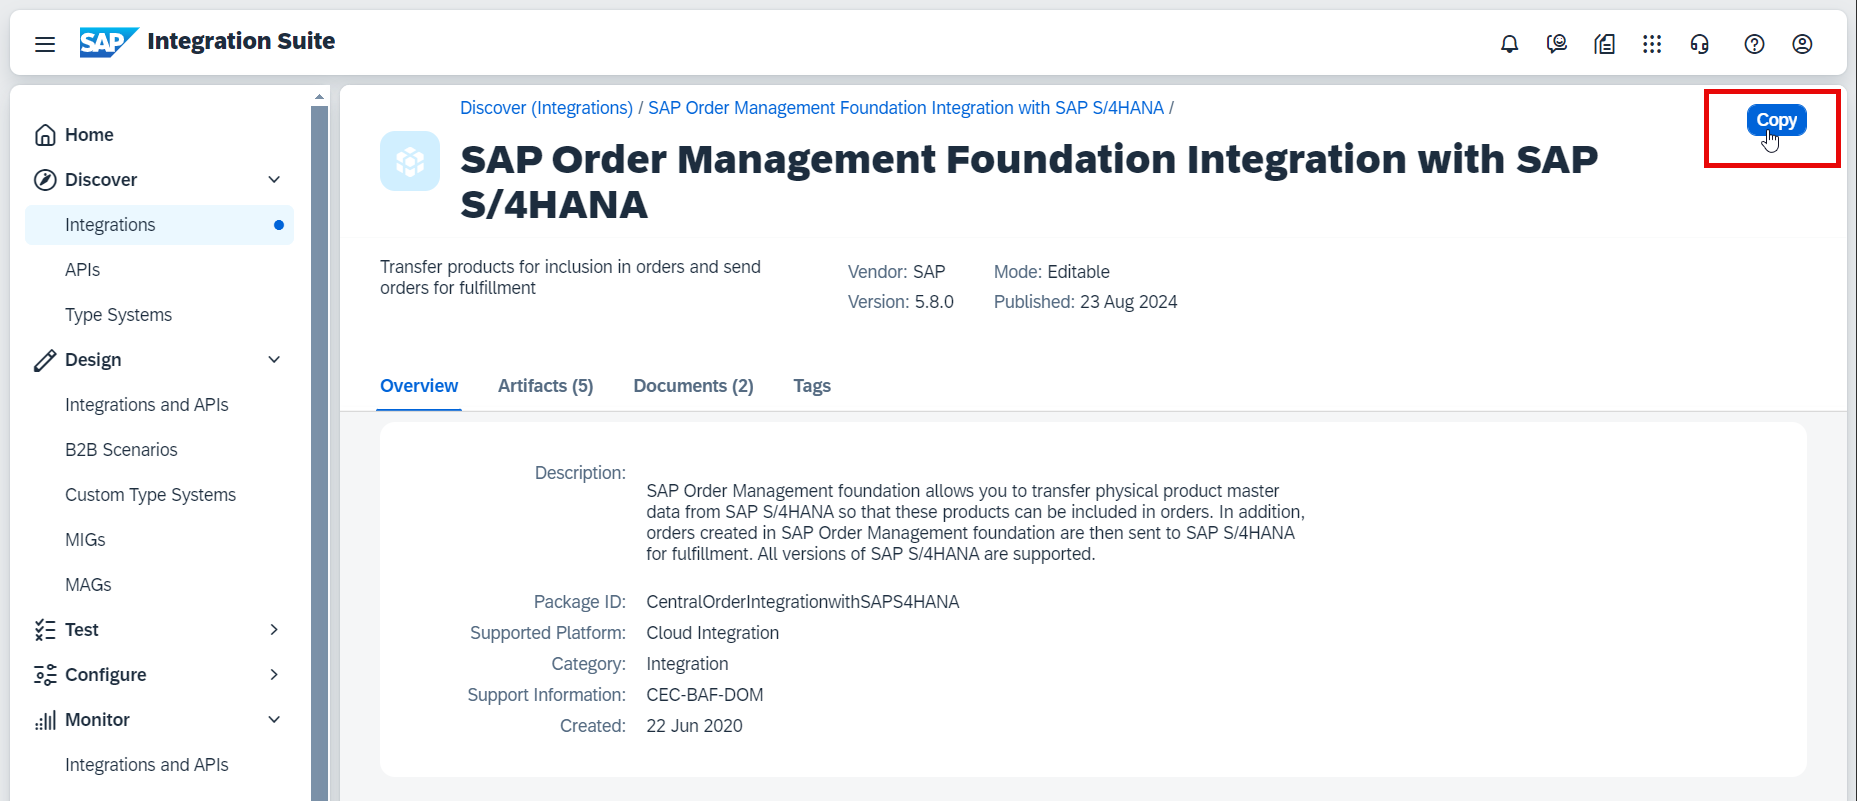 SAP Integration Suite
Home
Discover
Integrations
APIs
Type Systems
Design
Integrations and APIs
B2B Scenarios
Custom Type Systems
MIGs
MAGs
Test
Configure
Monitor
Integrations and APIs
Discover (Integrations) / SAP Order Management Foundation Integration with SAP S/4HANA /
Copy
SAP Order Management Foundation Integration with SAP
S/4HANA
Transfer products for inclusion in orders and send
orders for fulfillment
Vendor: SAP
Version: 5.8.0
Mode: Editable
Published: 23 Aug 2024
Overview Artifacts (5) Documents (2) Tags
Description:
SAP Order Management foundation allows you to transfer physical product master
data from SAP S/4HANA so that these products can be included in orders. In addition,
orders created in SAP Order Management foundation are then sent to SAP S/4HANA
for fulfillment. All versions of SAP S/4HANA are supported.
Package ID: CentralOrderIntegrationwithSAPS4HANA
Supported Platform: Cloud Integration
Category: Integration
Support Information: CEC-BAF-DOM
Created: 22 Jun 2020